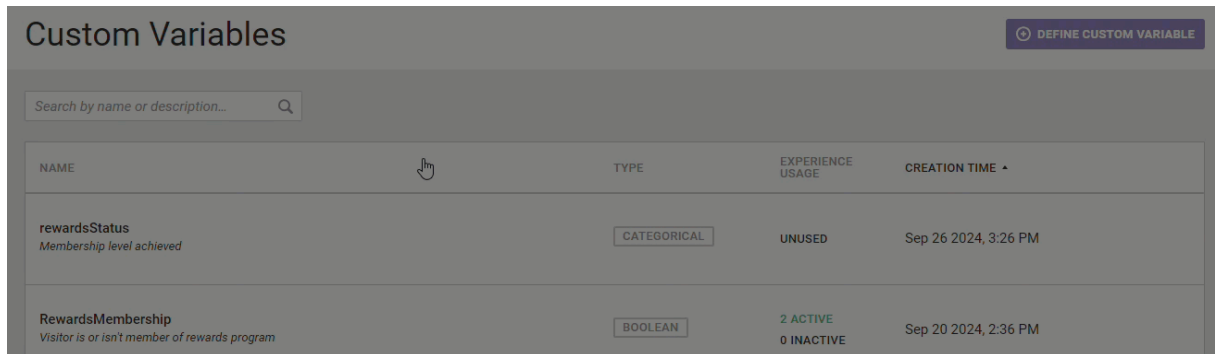 Custom Variables
DEFINE CUSTOM VARIABLE
Search by name or description...
NAME
TYPE
EXPERIENCE
USAGE
CREATION TIME
rewardsStatus
Membership level achieved
CATEGORICAL
UNUSED
Sep 26 2024, 3:26 PM
RewardsMembership
Visitor is or isn't member of rewards program
BOOLEAN
2 ACTIVE
0 INACTIVE
Sep 20 2024, 2:36 PM